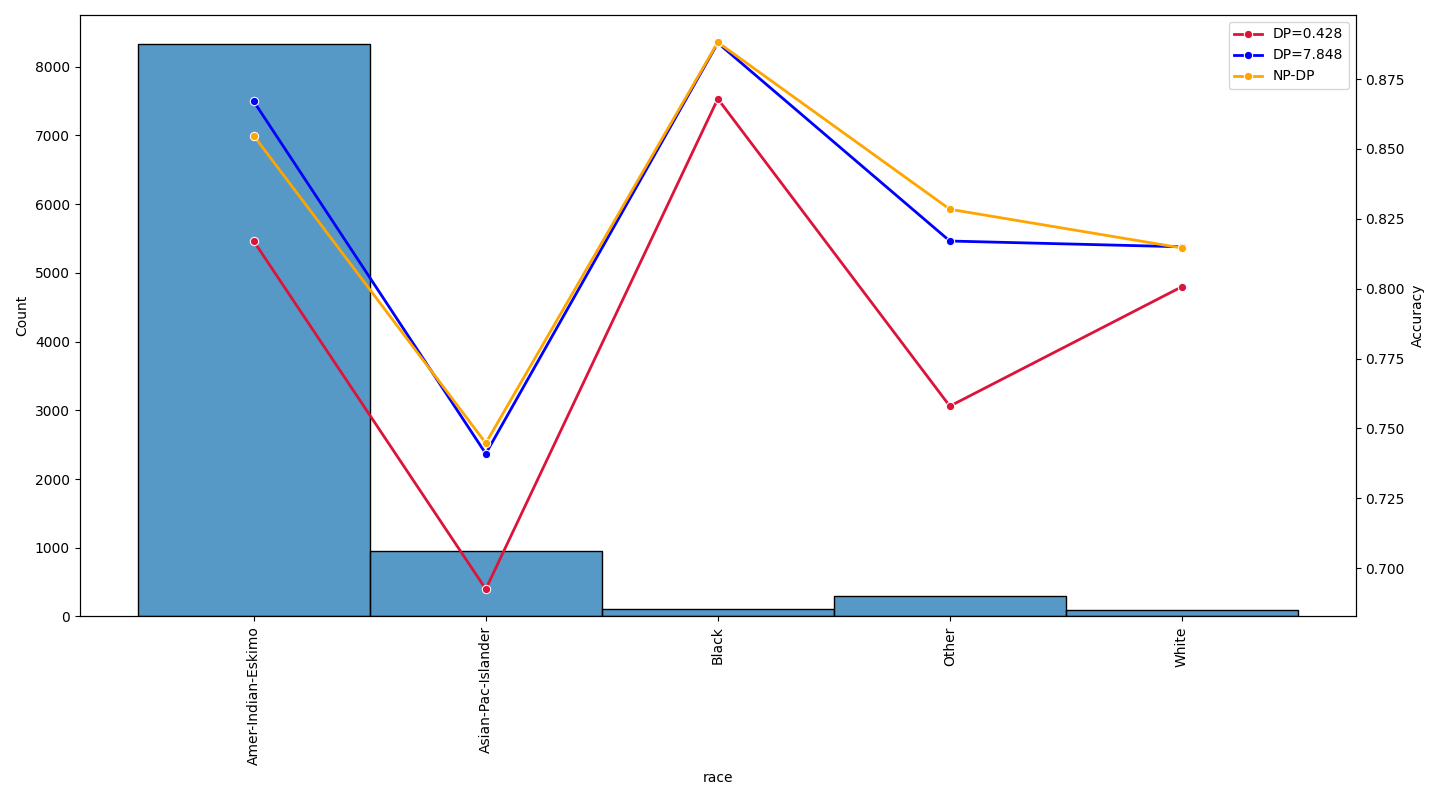 DP=0.428
DP=7.848
NP-DP
8000
7000
6000
5000
4000
3000
2000
1000
0
Count
0.875
0.850
0.825
0.800
0.775
0.750
0.725
0.700
Accuracy
Amer-Indian-Eskimo
Asian-Pac-Islander
Black
Other
White
race